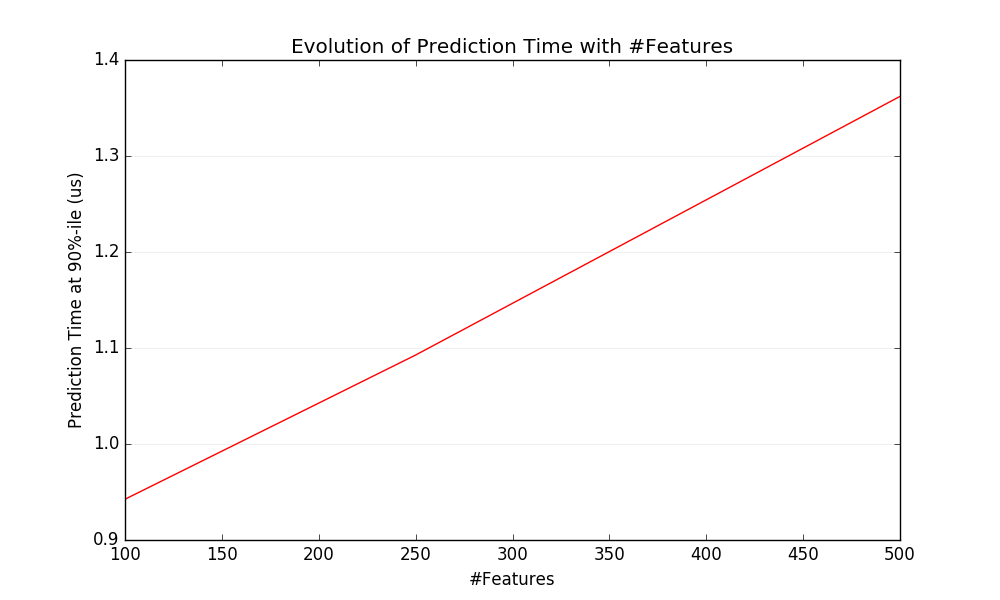 Evolution of Prediction Time with #Features
1.4
1.3
1.2
1.1
1.0
0.9
Prediction Time at 90%-ile (us)
100 150 200 250 300 350 400 450 500
#Features